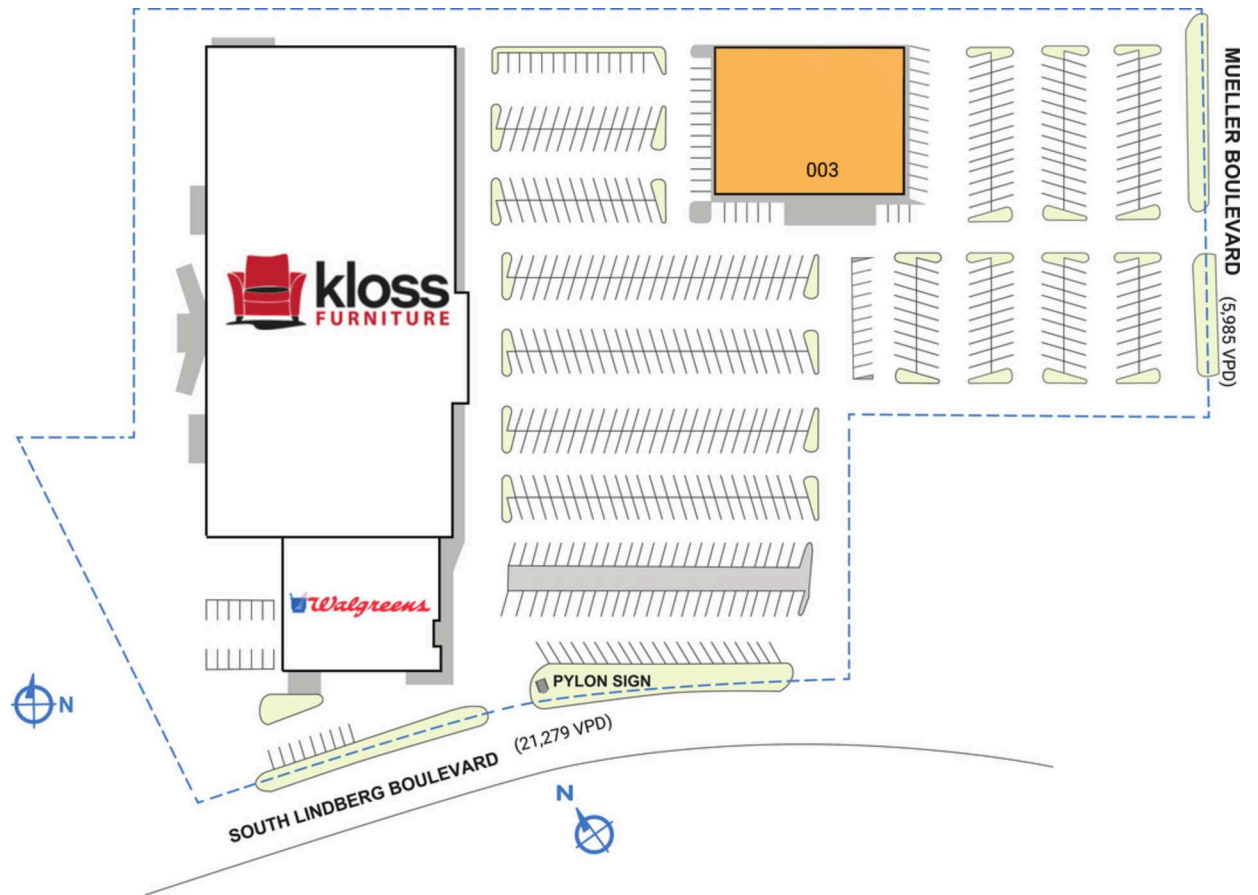 003
MUELLER BOULEVARD
(5,985 VPD)
kloss
FURNITURE
Walgreens
N
PYLON SIGN
SOUTH LINDBERG BOULEVARD
(21,279 VPD)
N